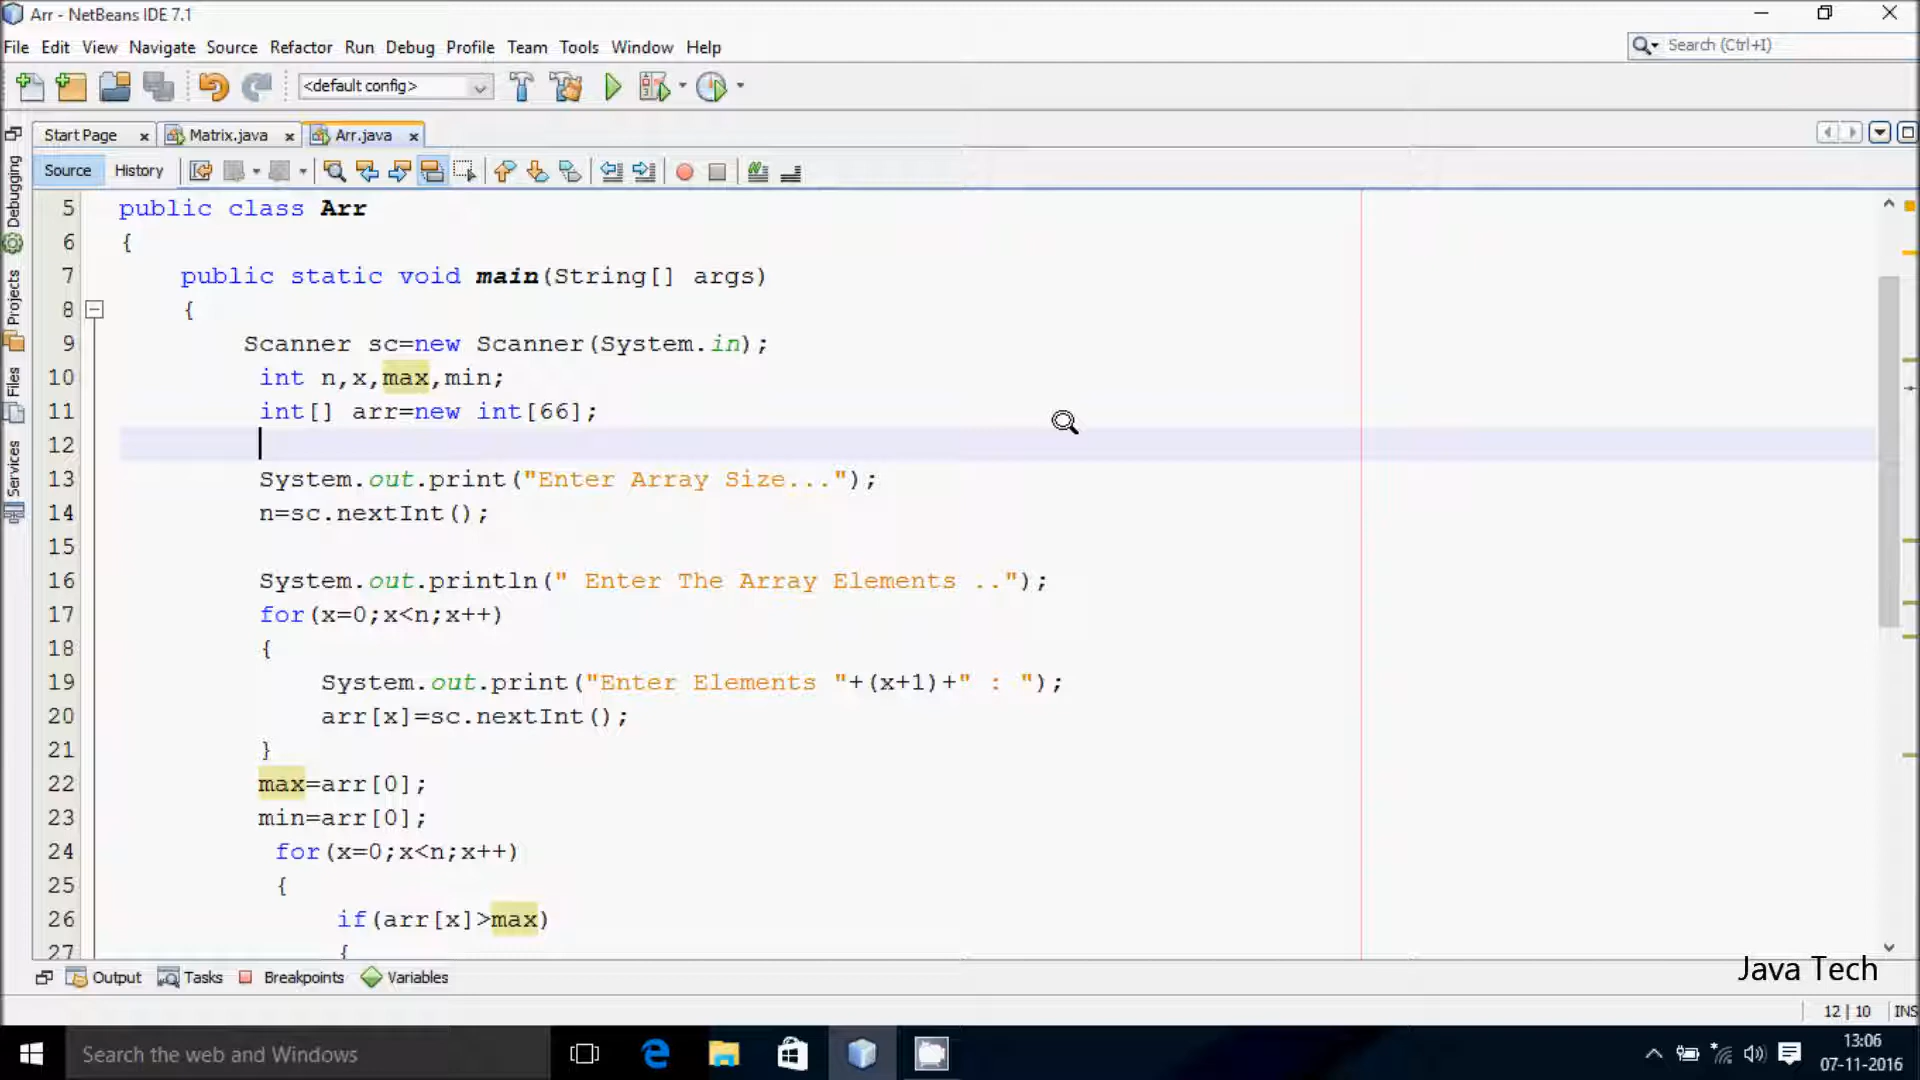 Arr - NetBeans IDE 7.1
File Edit View Navigate Source Refactor Run Debug Profile Team Tools Window Help
Search (Ctrl+I)
<default config>
Start Page Matrix.java Arr.java
Source History
Debugging
Projects
Files
Services
5 public class Arr
6 {
7 public static void main(String[] args)
8 {
9 Scanner sc=new Scanner(System.in);
10 int n,x,max,min;
11 int[] arr=new int[66];
12
13 System.out.print("Enter Array Size...");
14 n=sc.nextInt();
15
16 System.out.println(" Enter The Array Elements ..");
17 for(x=0;x<n;x++)
18 {
19 System.out.print("Enter Elements "+(x+1)+" : ");
20 arr[x]=sc.nextInt();
21 }
22 max=arr[0];
23 min=arr[0];
24 for(x=0;x<n;x++)
25 {
26 if(arr[x]>max)
27 {
Output Tasks Breakpoints Variables
Java Tech
12 | 10 INS
Search the web and Windows
13:06
07-11-2016